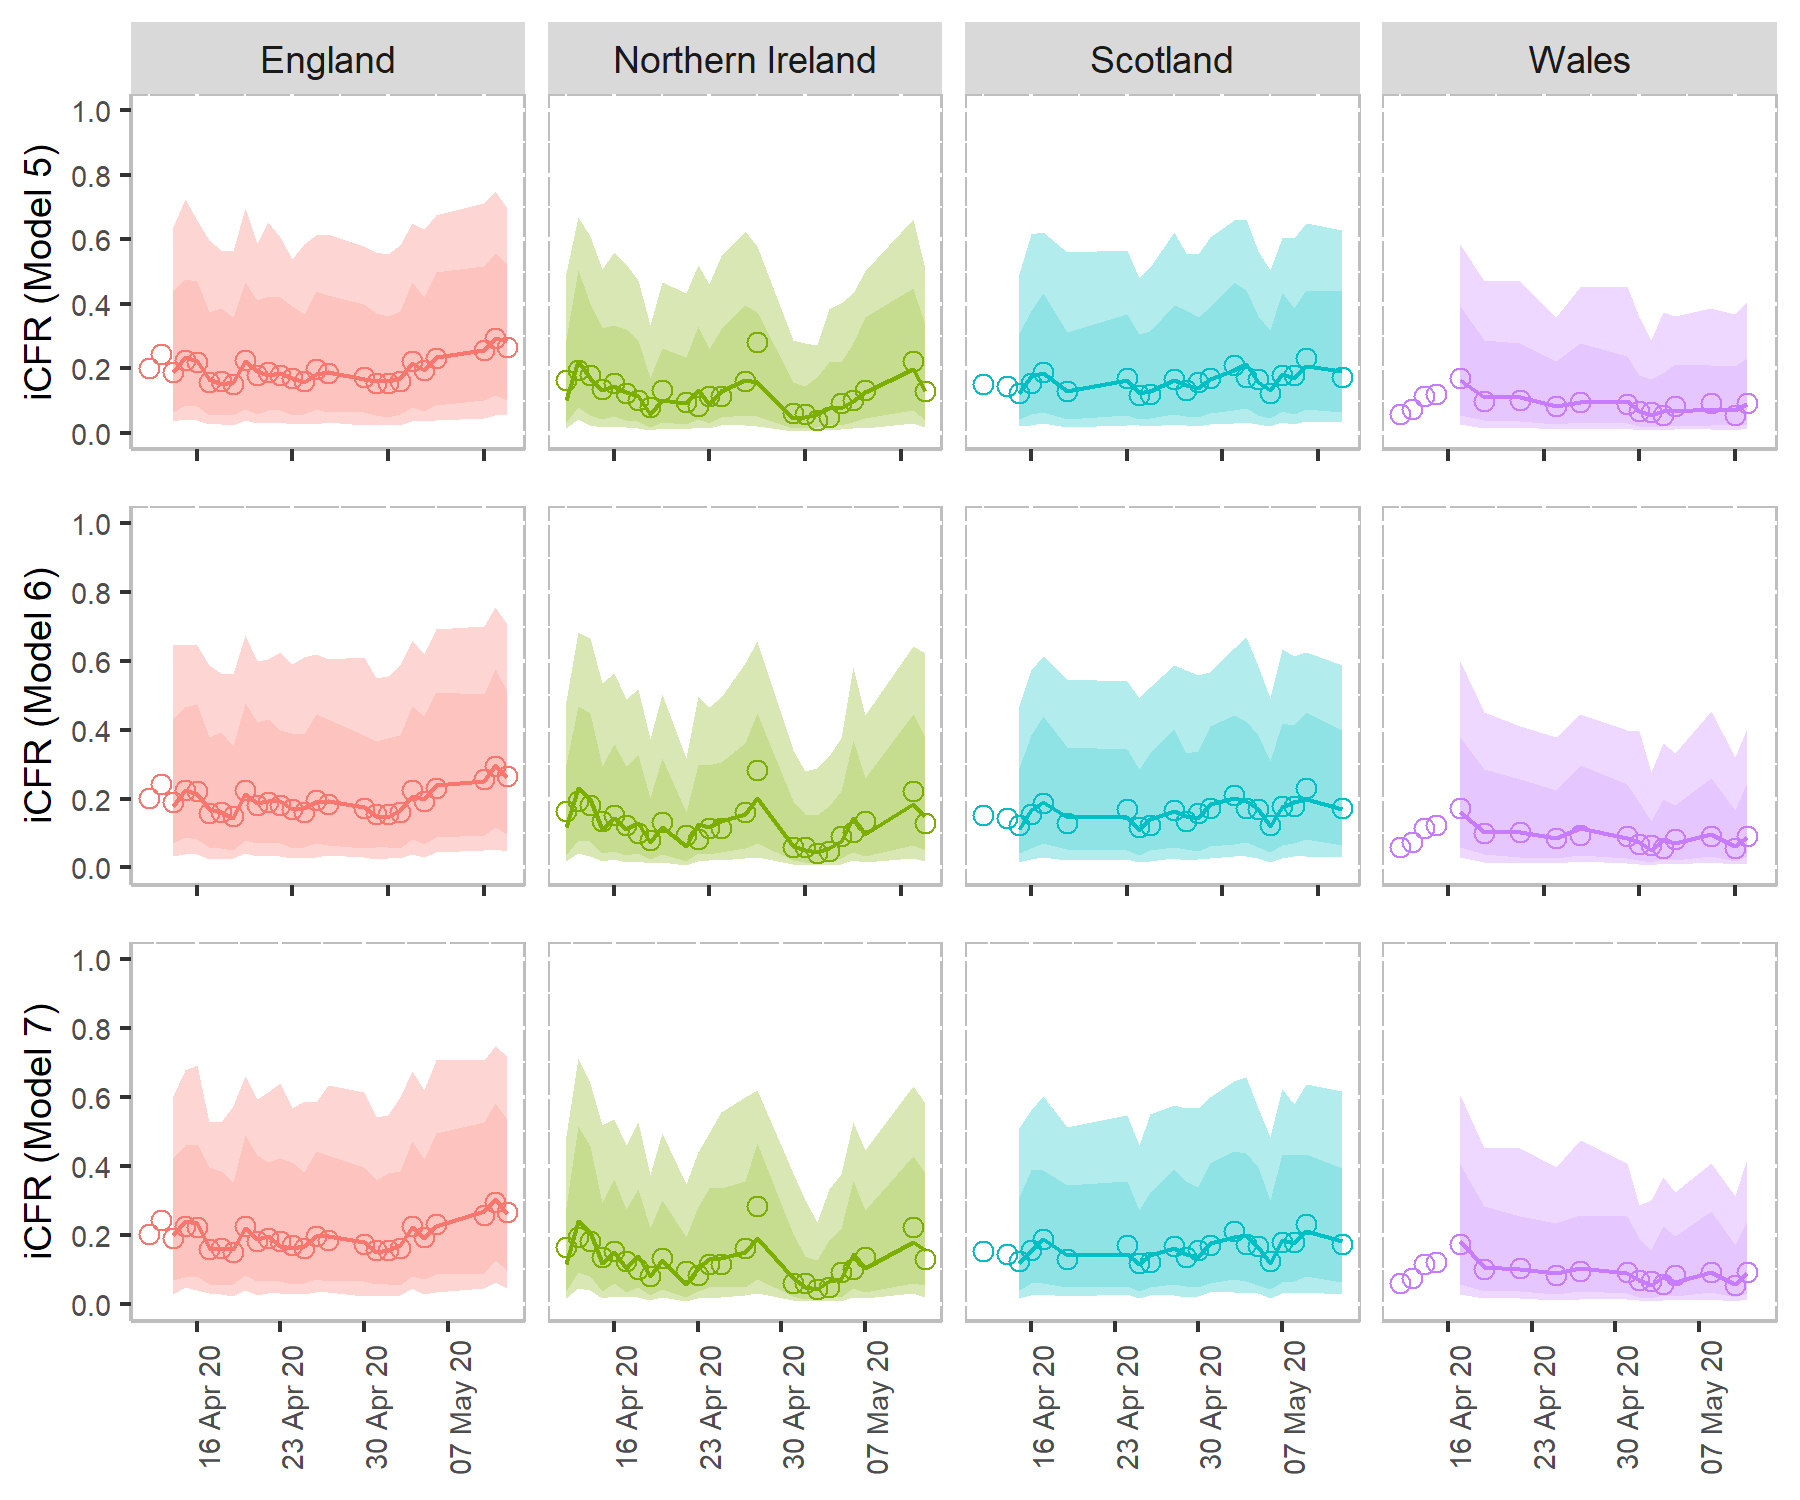 England
Northern Ireland
Scotland
Wales
iCFR (Model 5)
1.0
0.8
0.6
0.4
0.2
0.0
iCFR (Model 6)
1.0
0.8
0.6
0.4
0.2
0.0
iCFR (Model 7)
1.0
0.8
0.6
0.4
0.2
0.0
16 Apr 20
23 Apr 20
30 Apr 20
07 May 20
16 Apr 20
23 Apr 20
30 Apr 20
07 May 20
16 Apr 20
23 Apr 20
30 Apr 20
07 May 20
16 Apr 20
23 Apr 20
30 Apr 20
07 May 20